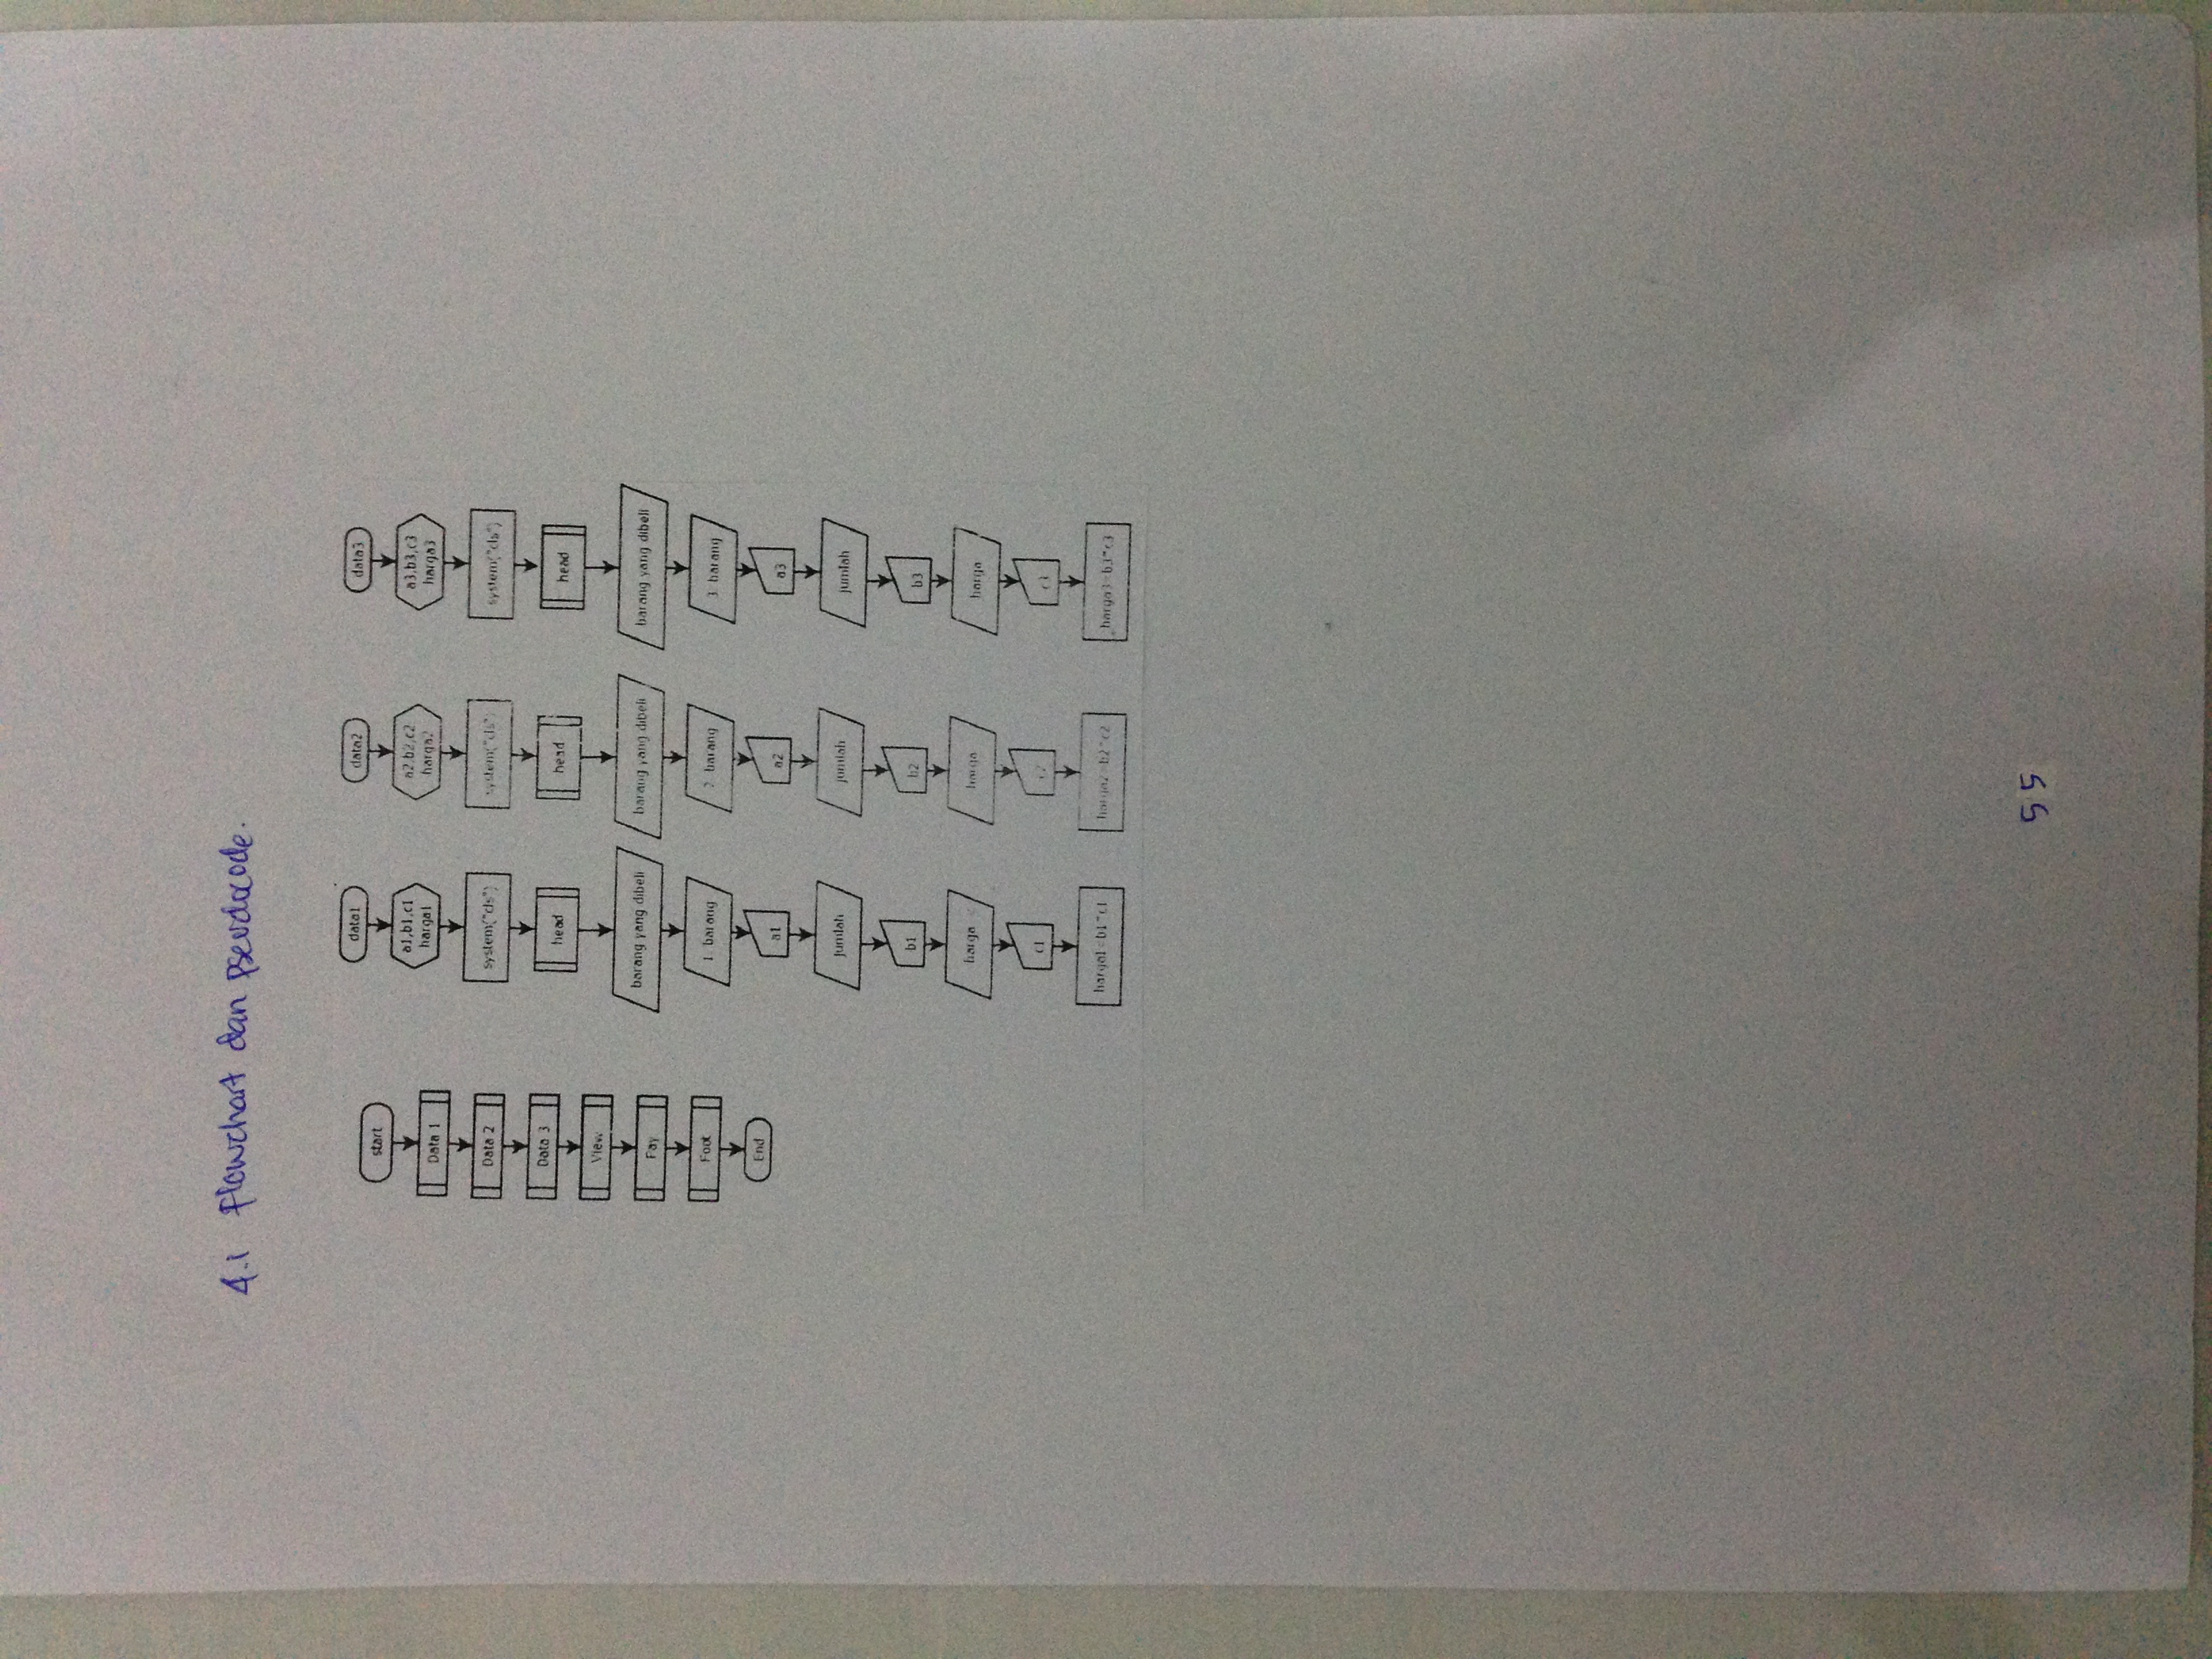 4.1 Flowchart dan pseudocode.
start
Data 1
Data 2
Data 3
View
Pay
Foot
End
data1
a1,b1,c1
harga1
system("cls")
head
barang yang dibeli
1. barang
a1
jumlah
b1
harga
c1
harga1=b1*c1
data2
a2,b2,c2
harga2
system("cls")
head
barang yang dibeli
2. barang
a2
jumlah
b2
harga
c2
harga2=b2*c2
data3
a3,b3,c3
harga3
system("cls")
head
barang yang dibeli
3. barang
a3
jumlah
b3
harga
c3
harga3=b3*c3
55